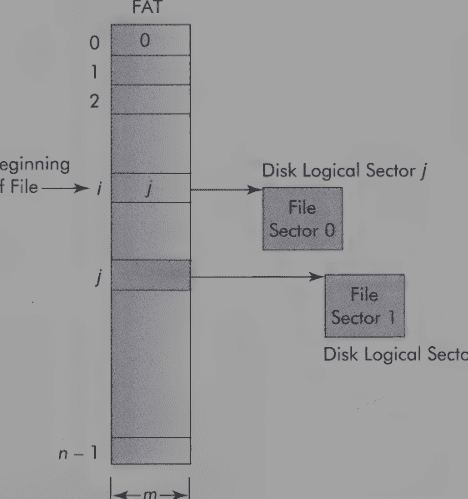 FAT
0 0
1
2
eginning
f File i j
Disk Logical Sector j
File
Sector 0
j
File
Sector 1
Disk Logical Secto
n – 1
m